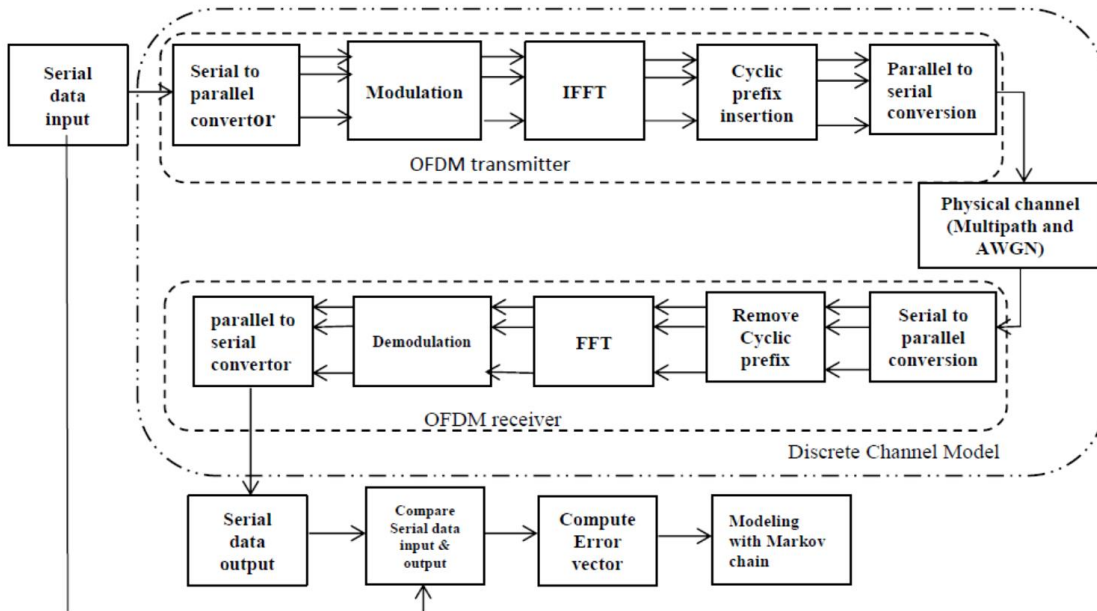 Serial
data
input
Serial to
parallel
convertor
Modulation
IFFT
Cyclic
prefix
insertion
Parallel to
serial
conversion
OFDM transmitter
Physical channel
(Multipath and
AWGN)
parallel to
serial
convertor
Demodulation
FFT
Remove
Cyclic
prefix
Serial to
parallel
conversion
OFDM receiver
Discrete Channel Model
Serial
data
output
Compare
Serial data
input &
output
Compute
Error
vector
Modeling
with Markov
chain